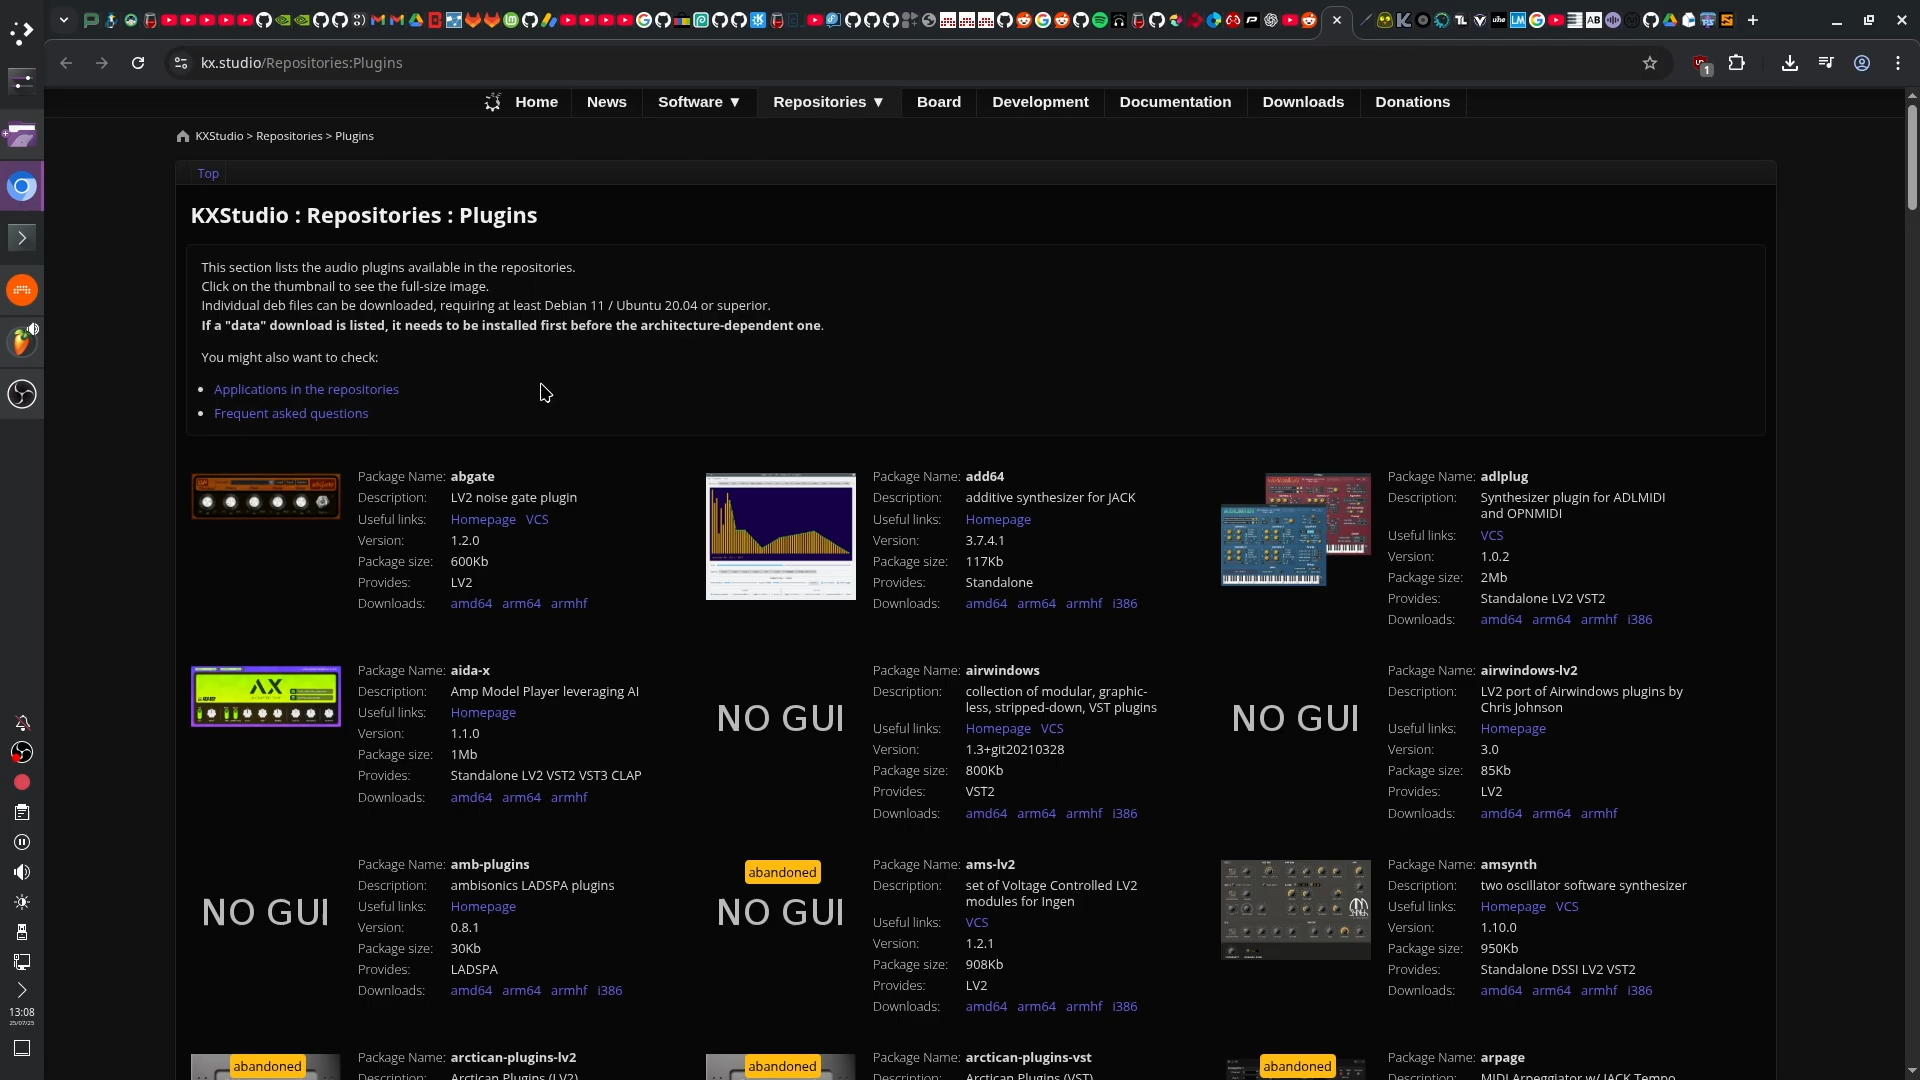 kx.studio/Repositories:Plugins
1
Home News Software ▼ Repositories ▼ Board Development Documentation Downloads Donations
KXStudio > Repositories > Plugins
Top
KXStudio : Repositories : Plugins
This section lists the audio plugins available in the repositories.
Click on the thumbnail to see the full-size image.
Individual deb files can be downloaded, requiring at least Debian 11 / Ubuntu 20.04 or superior.
If a "data" download is listed, it needs to be installed first before the architecture-dependent one.
You might also want to check:
Applications in the repositories
Frequent asked questions
Package Name: abgate
Description: LV2 noise gate plugin
Useful links: Homepage VCS
Version: 1.2.0
Package size: 600Kb
Provides: LV2
Downloads: amd64 arm64 armhf
Package Name: add64
Description: additive synthesizer for JACK
Useful links: Homepage
Version: 3.7.4.1
Package size: 117Kb
Provides: Standalone
Downloads: amd64 arm64 armhf i386
Package Name: adlplug
Description: Synthesizer plugin for ADLMIDI
and OPNMIDI
Useful links: VCS
Version: 1.0.2
Package size: 2Mb
Provides: Standalone LV2 VST2
Downloads: amd64 arm64 armhf i386
AX
Package Name: aida-x
Description: Amp Model Player leveraging AI
Useful links: Homepage
Version: 1.1.0
Package size: 1Mb
Provides: Standalone LV2 VST2 VST3 CLAP
Downloads: amd64 arm64 armhf
NO GUI
Package Name: airwindows
Description: collection of modular, graphic-
less, stripped-down, VST plugins
Useful links: Homepage VCS
Version: 1.3+git20210328
Package size: 800Kb
Provides: VST2
Downloads: amd64 arm64 armhf i386
NO GUI
Package Name: airwindows-lv2
Description: LV2 port of Airwindows plugins by
Chris Johnson
Useful links: Homepage
Version: 3.0
Package size: 85Kb
Provides: LV2
Downloads: amd64 arm64 armhf
NO GUI
Package Name: amb-plugins
Description: ambisonics LADSPA plugins
Useful links: Homepage
Version: 0.8.1
Package size: 30Kb
Provides: LADSPA
Downloads: amd64 arm64 armhf i386
abandoned
NO GUI
Package Name: ams-lv2
Description: set of Voltage Controlled LV2
modules for Ingen
Useful links: VCS
Version: 1.2.1
Package size: 908Kb
Provides: LV2
Downloads: amd64 arm64 armhf i386
Package Name: amsynth
Description: two oscillator software synthesizer
Useful links: Homepage VCS
Version: 1.10.0
Package size: 950Kb
Provides: Standalone DSSI LV2 VST2
Downloads: amd64 arm64 armhf i386
abandoned
Package Name: arctican-plugins-lv2
Description: Arctican Plugins (LV2)
abandoned
Package Name: arctican-plugins-vst
Description: Arctican Plugins (VST)
abandoned
Package Name: arpage
Description: MIDI Arpeggiator w/ JACK Tempo
13:08
25/07/25